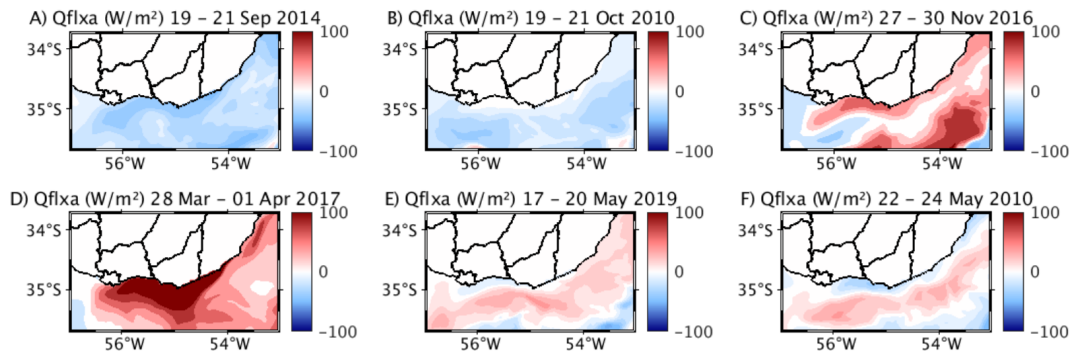 A) Qflxa (W/m²) 19 – 21 Sep 2014
100
34°S
0
35°S
−100
56°W
54°W
B) Qflxa (W/m²) 19 – 21 Oct 2010
100
34°S
0
35°S
−100
56°W
54°W
C) Qflxa (W/m²) 27 – 30 Nov 2016
100
34°S
0
35°S
−100
56°W
54°W
D) Qflxa (W/m²) 28 Mar – 01 Apr 2017
100
34°S
0
35°S
−100
56°W
54°W
E) Qflxa (W/m²) 17 – 20 May 2019
100
34°S
0
35°S
−100
56°W
54°W
F) Qflxa (W/m²) 22 – 24 May 2010
100
34°S
0
35°S
−100
56°W
54°W